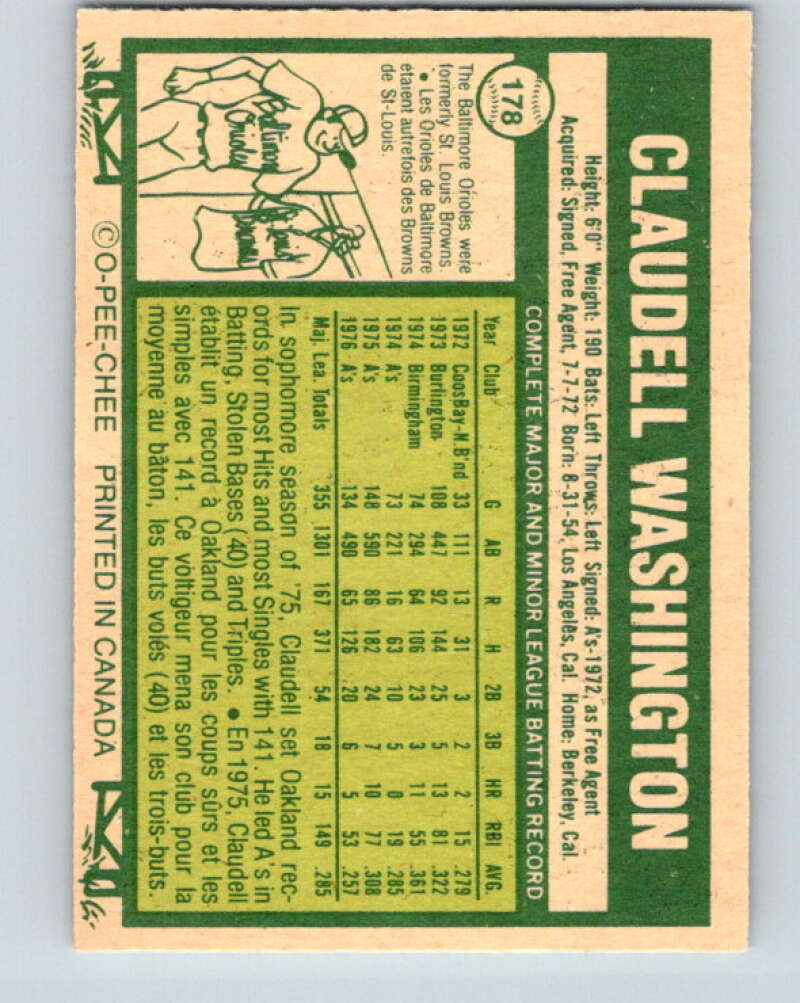 CLAUDELL WASHINGTON
178
Height: 6'0" Weight: 190 Bats: Left Throws: Left Signed: A's-1972, as Free Agent
Acquired: Signed, Free Agent, 7-7-72 Born: 8-31-54, Los Angeles, Cal. Home: Berkeley, Cal.
COMPLETE MAJOR AND MINOR LEAGUE BATTING RECORD
The Baltimore Orioles were
formerly St. Louis Browns.
• Les Orioles de Baltimore
étaient autrefois des Browns
de St-Louis.
Baltimore
Orioles
St. Louis
Browns
Year Club G AB R H 2B 3B HR RBI AVG.
1972 CoosBay-N.B'nd 33 111 13 31 3 2 2 15 .279
1973 Burlington 108 447 92 144 25 5 13 81 .322
1974 Birmingham 74 294 64 106 23 3 11 55 .361
1974 A's 73 221 16 63 10 5 0 19 .285
1975 A's 148 590 86 182 24 7 10 77 .308
1976 A's 134 490 65 126 20 6 5 53 .257
Maj. Lea. Totals 355 1301 167 371 54 18 15 149 .285
In sophomore season of '75, Claudell set Oakland rec-
ords for most Hits and most Singles with 141. He led A's in
Batting, Stolen Bases (40) and Triples. • En 1975, Claudell
établit un record à Oakland pour les coups sûrs et les
simples avec 141. Ce voltigeur mena son club pour la
moyenne au bâton, les buts volés (40) et les trois-buts.
©O-PEE-CHEE PRINTED IN CANADA